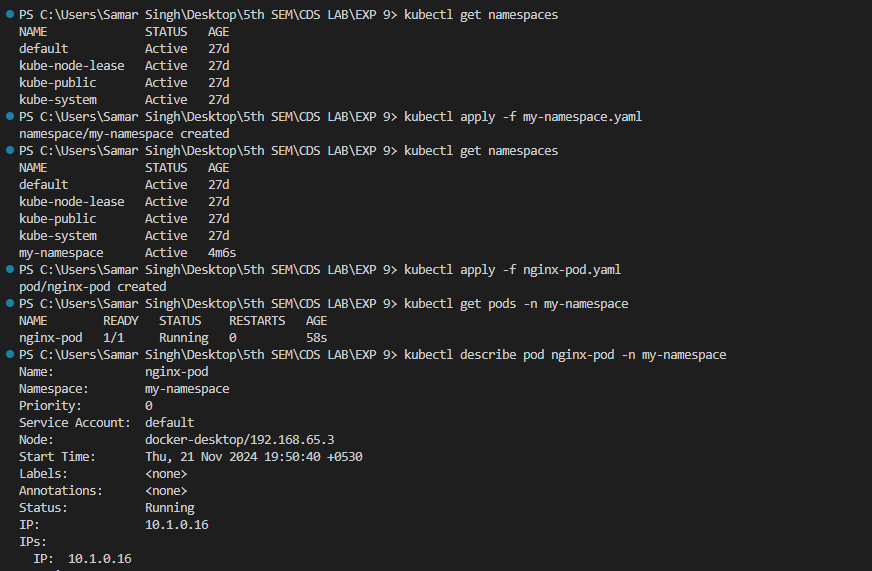 PS C:\Users\Samar Singh\Desktop\5th SEM\CDS LAB\EXP 9> kubectl get namespaces
NAME              STATUS   AGE
default           Active   27d
kube-node-lease   Active   27d
kube-public       Active   27d
kube-system       Active   27d
PS C:\Users\Samar Singh\Desktop\5th SEM\CDS LAB\EXP 9> kubectl apply -f my-namespace.yaml
namespace/my-namespace created
PS C:\Users\Samar Singh\Desktop\5th SEM\CDS LAB\EXP 9> kubectl get namespaces
NAME              STATUS   AGE
default           Active   27d
kube-node-lease   Active   27d
kube-public       Active   27d
kube-system       Active   27d
my-namespace      Active   4m6s
PS C:\Users\Samar Singh\Desktop\5th SEM\CDS LAB\EXP 9> kubectl apply -f nginx-pod.yaml
pod/nginx-pod created
PS C:\Users\Samar Singh\Desktop\5th SEM\CDS LAB\EXP 9> kubectl get pods -n my-namespace
NAME        READY   STATUS    RESTARTS   AGE
nginx-pod   1/1     Running   0          58s
PS C:\Users\Samar Singh\Desktop\5th SEM\CDS LAB\EXP 9> kubectl describe pod nginx-pod -n my-namespace
Name:             nginx-pod
Namespace:        my-namespace
Priority:         0
Service Account:  default
Node:             docker-desktop/192.168.65.3
Start Time:       Thu, 21 Nov 2024 19:50:40 +0530
Labels:           <none>
Annotations:      <none>
Status:           Running
IP:               10.1.0.16
IPs:
  IP:  10.1.0.16